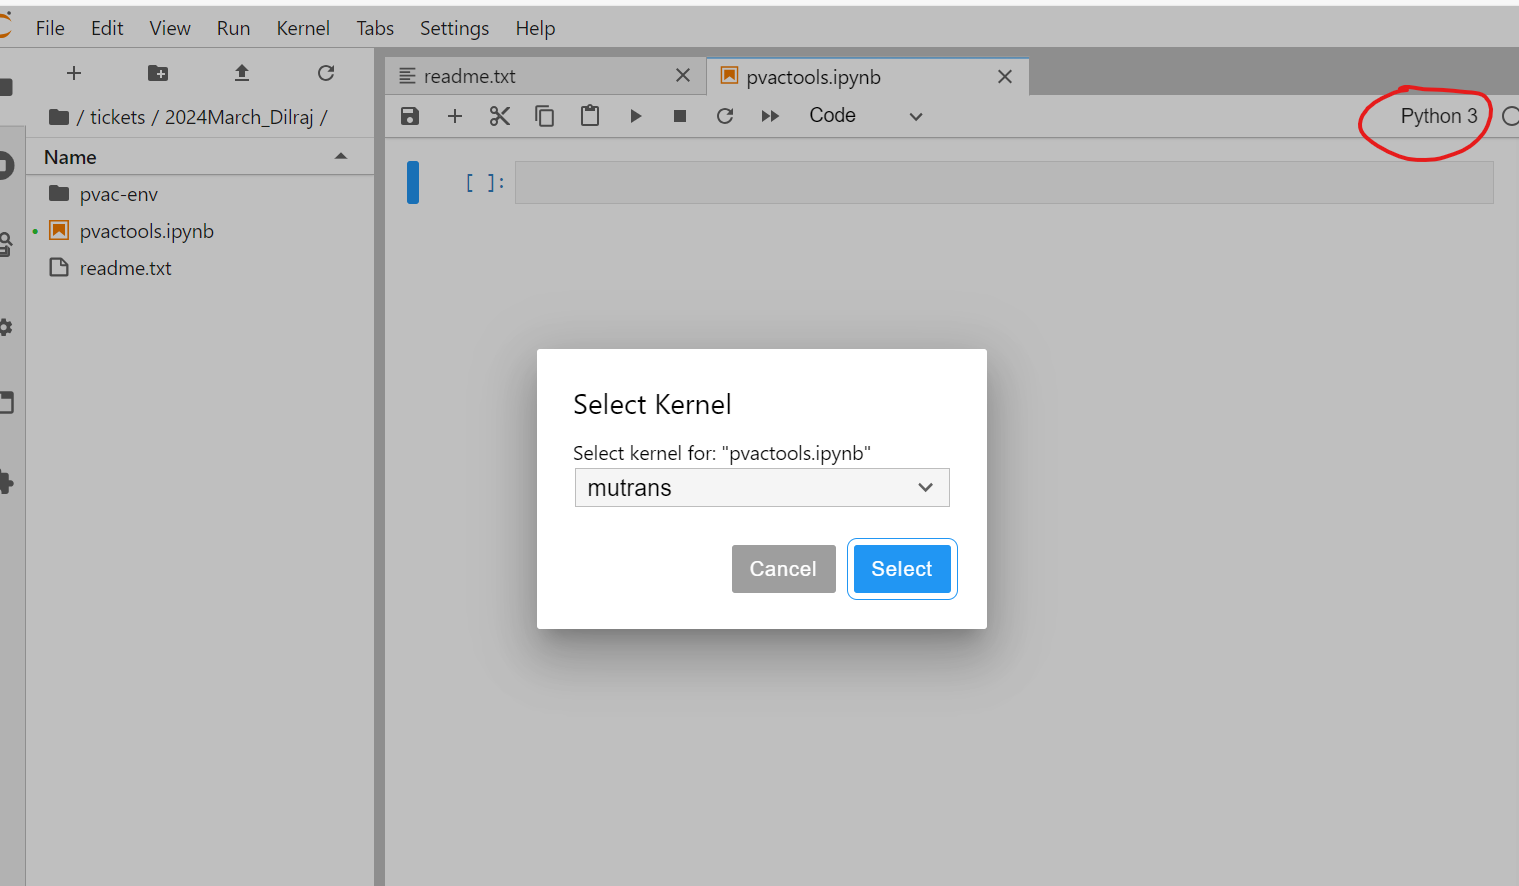 File Edit View Run Kernel Tabs Settings Help
readme.txt
pvactools.ipynb
/ tickets / 2024March_Dilraj /
Code
Python 3
Name
pvac-env
pvactools.ipynb
readme.txt
[ ]:
Select Kernel
Select kernel for: "pvactools.ipynb"
mutrans
Cancel Select